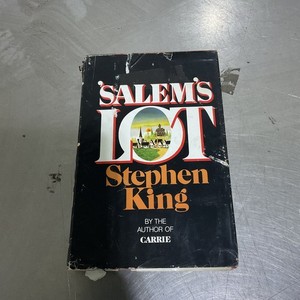 'SALEM'S
LOT
Stephen
King
BY THE
AUTHOR OF
CARRIE